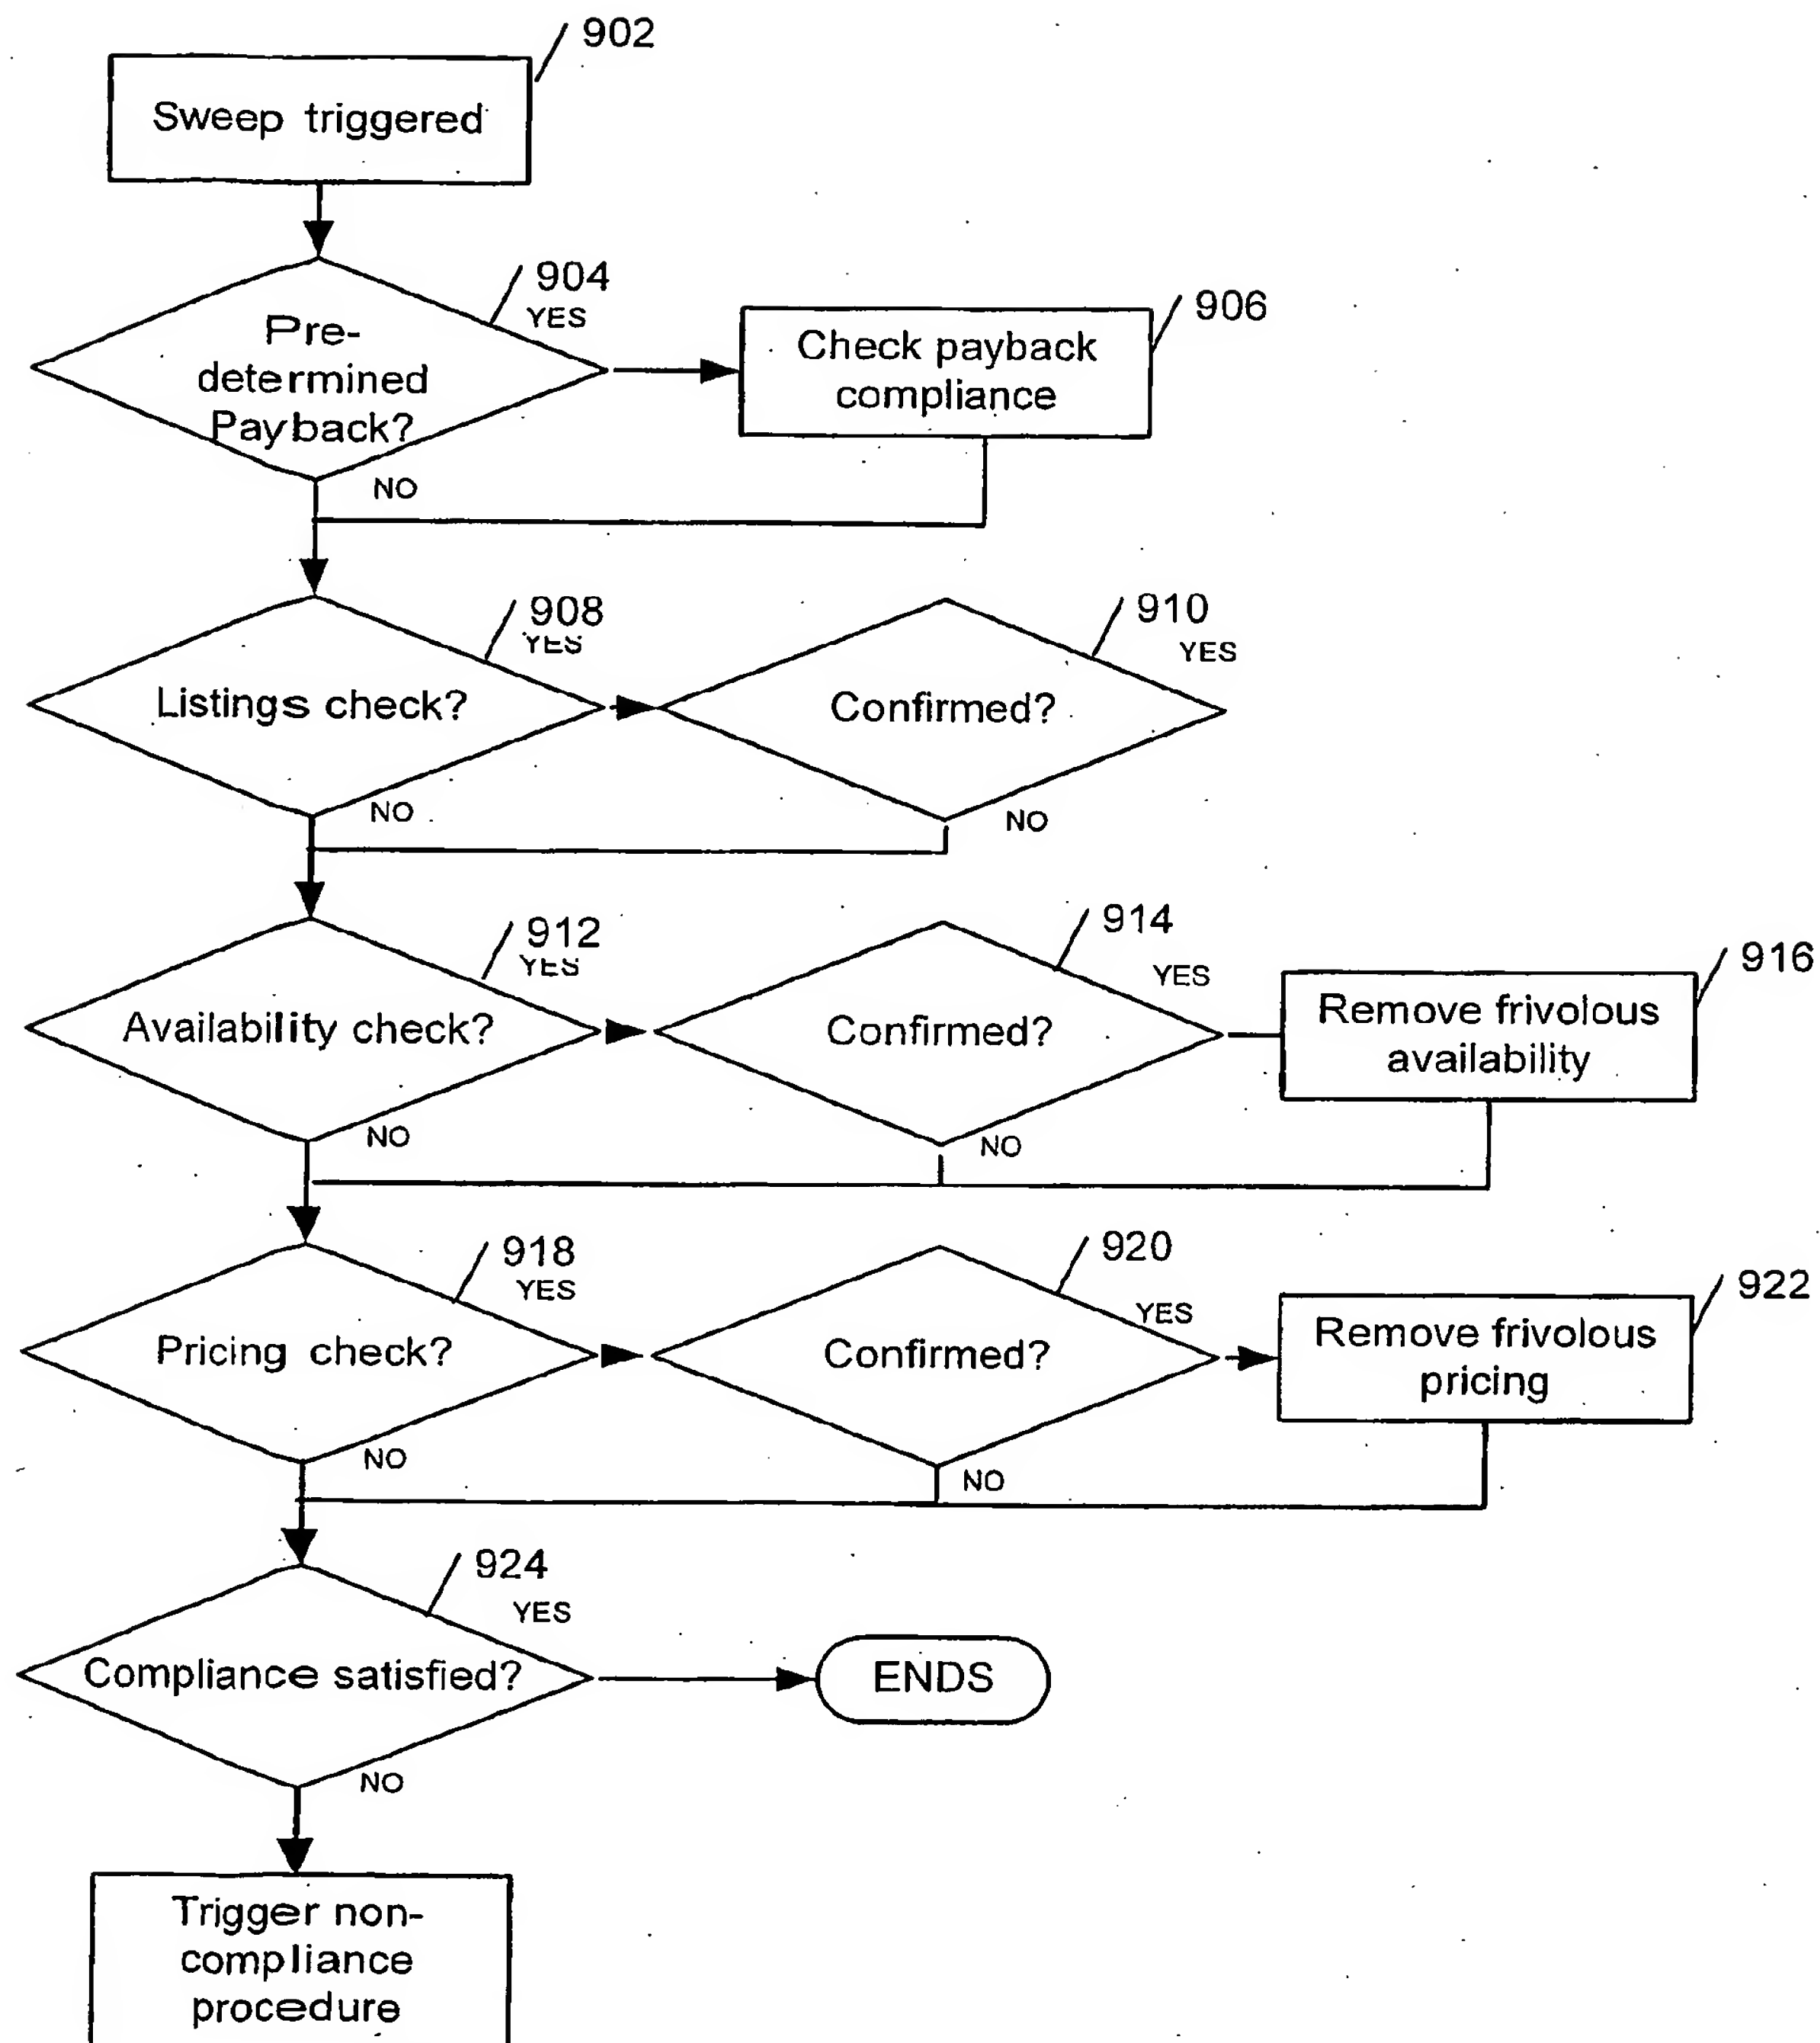 902
Sweep triggered
904
YES
Pre-
determined
Payback?
NO
906
Check payback
compliance
908
YES
Listings check?
NO
910
YES
Confirmed?
NO
912
YES
Availability check?
NO
914
YES
Confirmed?
NO
916
Remove frivolous
availability
918
YES
Pricing check?
NO
920
YES
Confirmed?
NO
922
Remove frivolous
pricing
924
YES
Compliance satisfied?
NO
ENDS
Trigger non-
compliance
procedure